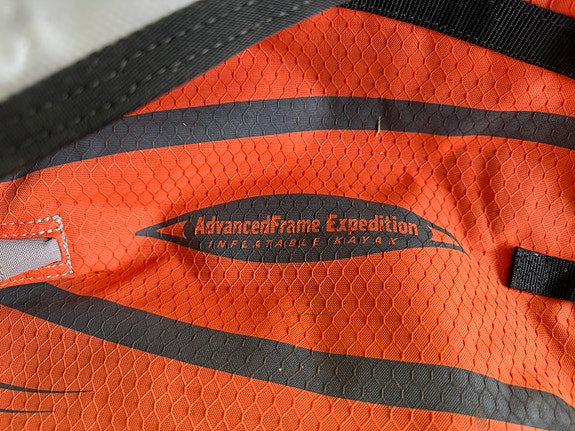 AdvancedFrame Expedition
INFLATABLE KAYAK